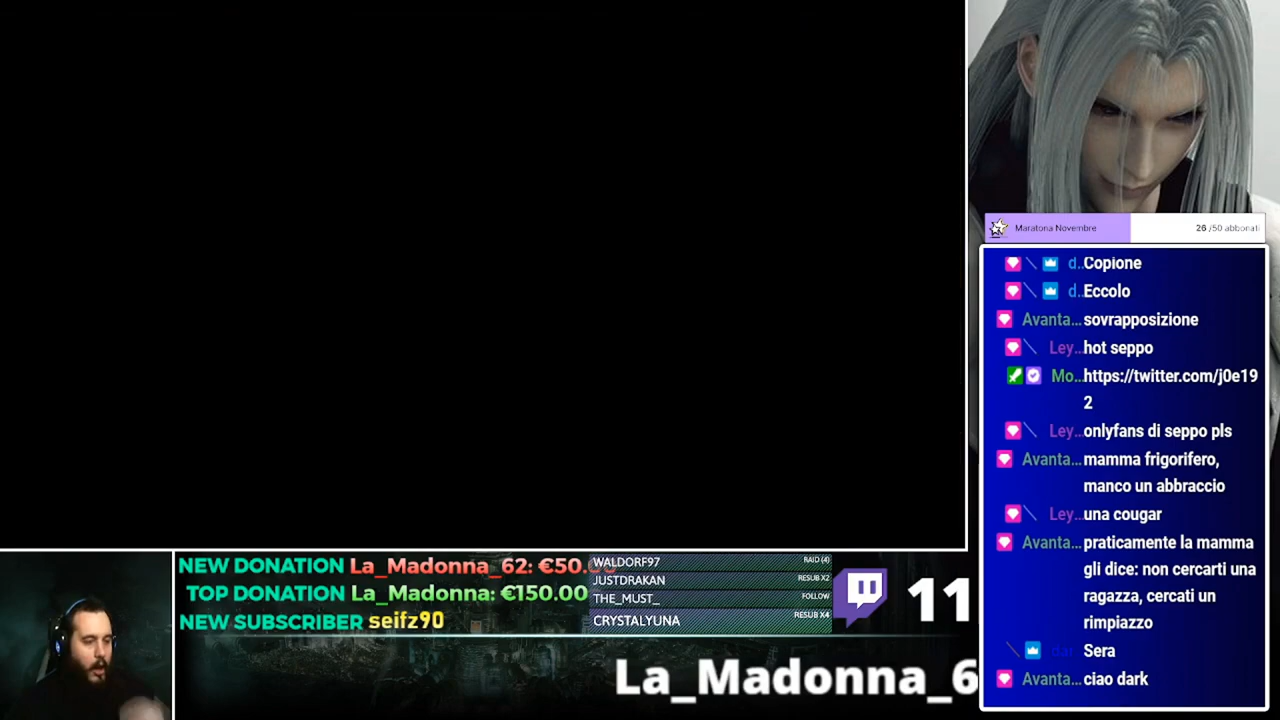 Maratona Novembre 26 /50 abbonati
d..Copione
d..Eccolo
Avanta...sovrapposizione
Ley...hot seppo
Mo...https://twitter.com/j0e19
2
Ley...onlyfans di seppo pls
Avanta...mamma frigorifero,
manco un abbraccio
Ley...una cougar
Avanta...praticamente la mamma
gli dice: non cercarti una
ragazza, cercati un
rimpiazzo
dar Sera
Avanta...ciao dark
NEW DONATION La_Madonna_62: €50.00
TOP DONATION La_Madonna: €150.00
NEW SUBSCRIBER seifz90
WALDORF97 RAID (4)
JUSTDRAKAN RESUB X2
THE_MUST_ FOLLOW
CRYSTALYUNA RESUB X4
11
La_Madonna_6